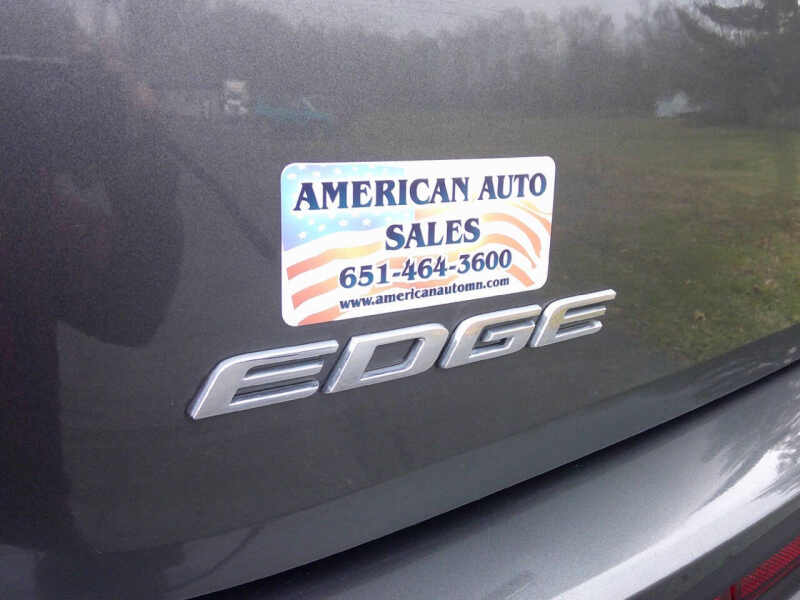 AMERICAN AUTO
SALES
651-464-3600
www.americanautomn.com
EDGE